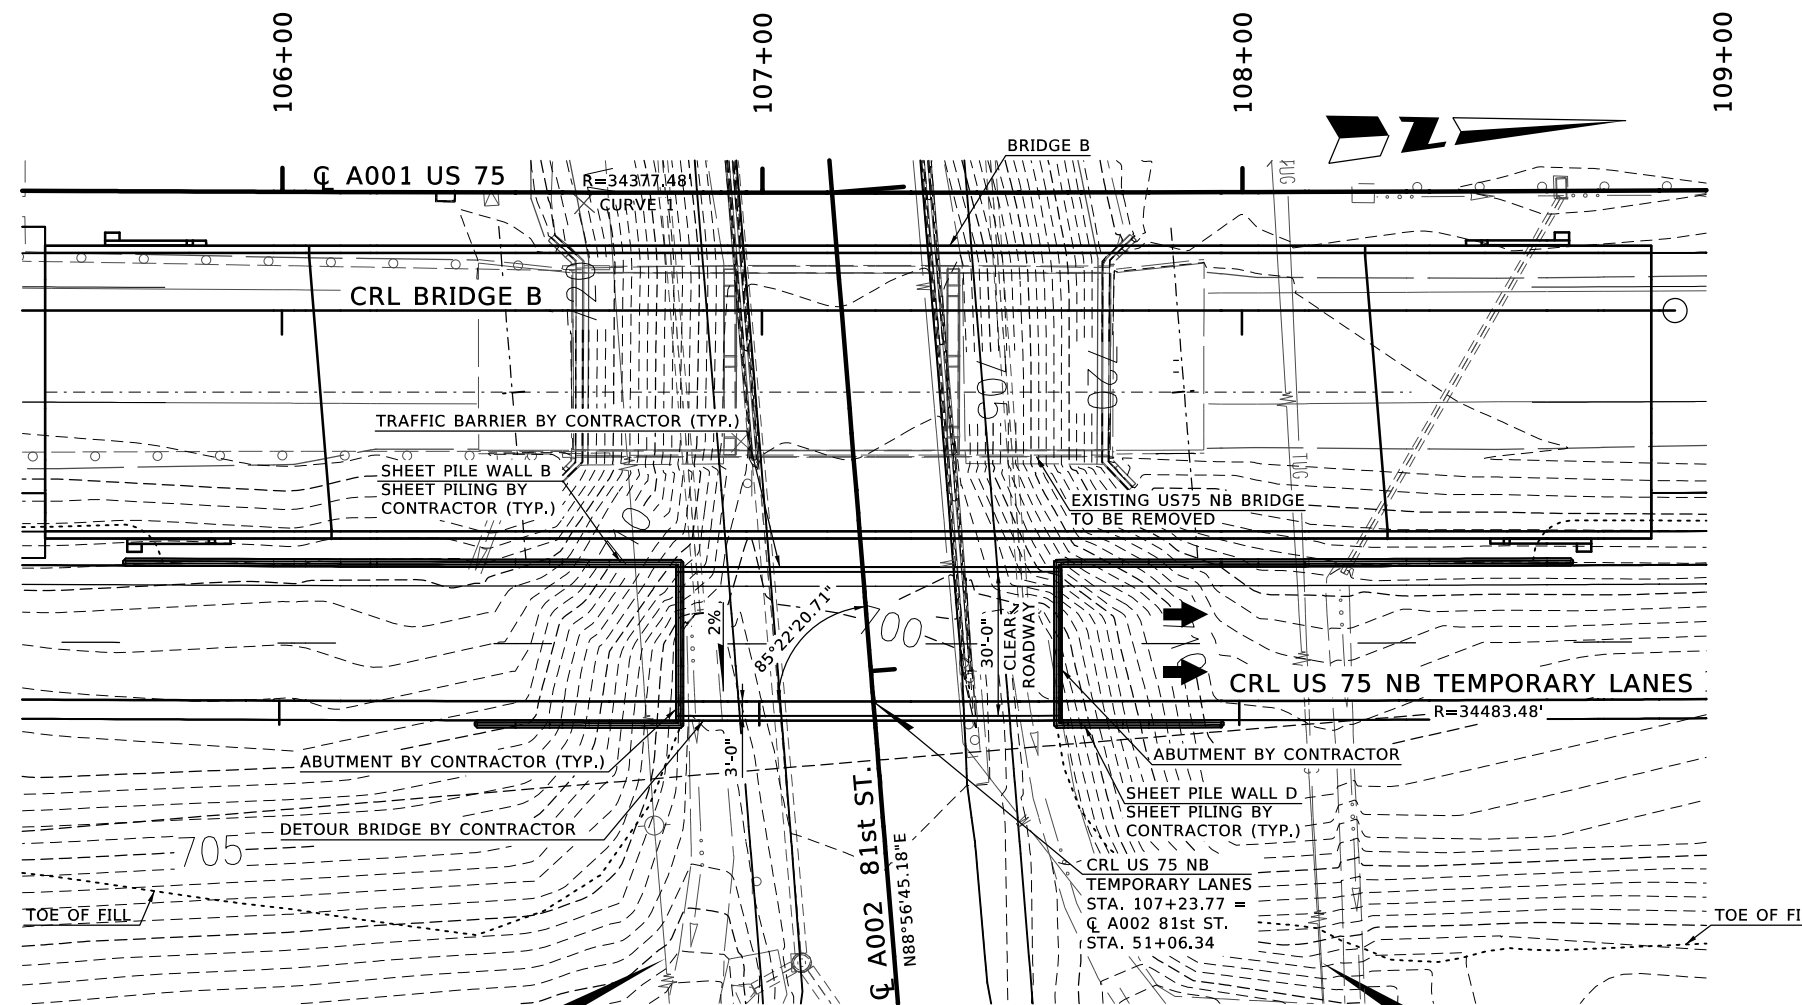 106+00
107+00
108+00
109+00
BRIDGE B
℄ A001 US 75
R=34377.48'
CURVE 1
TUG
CRL BRIDGE B
720
705
720
TRAFFIC BARRIER BY CONTRACTOR (TYP.)
SHEET PILE WALL B
SHEET PILING BY
CONTRACTOR (TYP.)
TUG
EXISTING US75 NB BRIDGE
TO BE REMOVED
2%
85°22'20.71"
700
30'-0"
CLEAR
ROADWAY
CRL US 75 NB TEMPORARY LANES
R=34483.48'
ABUTMENT BY CONTRACTOR (TYP.)
3'-0"
ABUTMENT BY CONTRACTOR
SHEET PILE WALL D
SHEET PILING BY
CONTRACTOR (TYP.)
DETOUR BRIDGE BY CONTRACTOR
705
℄ A002 81st ST.
N88°56'45.18"E
CRL US 75 NB
TEMPORARY LANES
STA. 107+23.77 =
℄ A002 81st ST.
STA. 51+06.34
TOE OF FILL
TOE OF FI